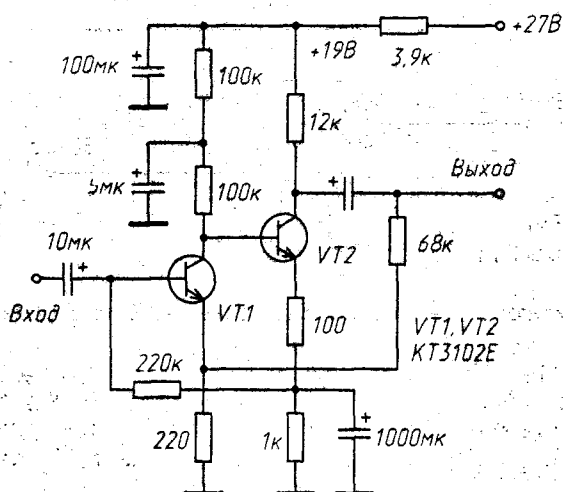 +27В
+19В
3,9к
100мк
+
100к
12к
Выход
5мк
+
100к
+
10мк
+
VT2
68к
Вход
VT1
100
VT1, VT2
КТ3102Е
220к
220
1к
+
1000мк